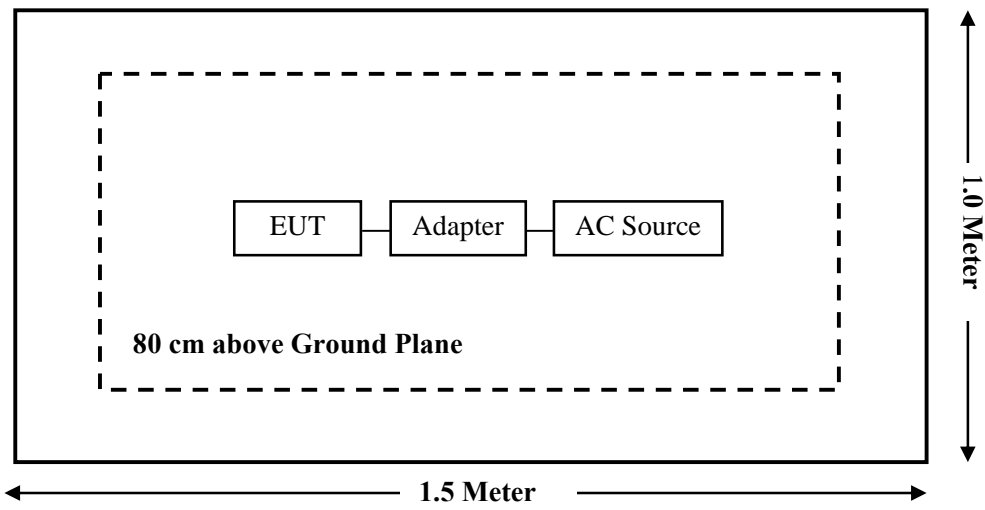 EUT
Adapter
AC Source
80 cm above Ground Plane
1.0 Meter
1.5 Meter